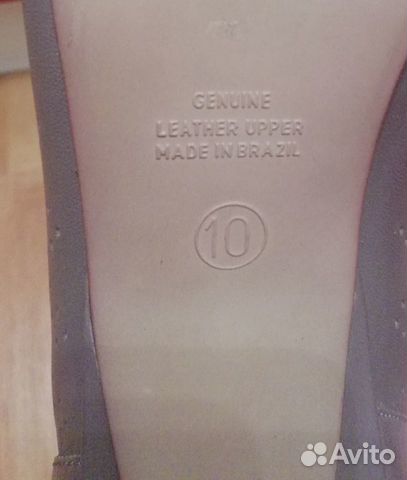 GENUINE
LEATHER UPPER
MADE IN BRAZIL
10
Avito